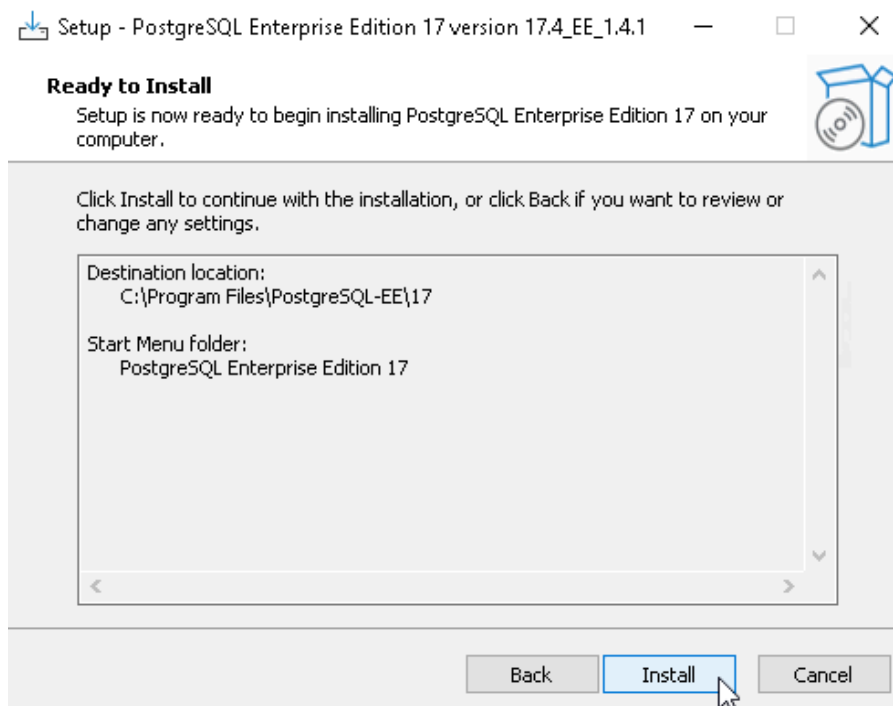 Setup - PostgreSQL Enterprise Edition 17 version 17.4_EE_1.4.1
Ready to Install
Setup is now ready to begin installing PostgreSQL Enterprise Edition 17 on your
computer.
Click Install to continue with the installation, or click Back if you want to review or
change any settings.
Destination location:
C:\Program Files\PostgreSQL-EE\17
Start Menu folder:
PostgreSQL Enterprise Edition 17
Back
Install
Cancel